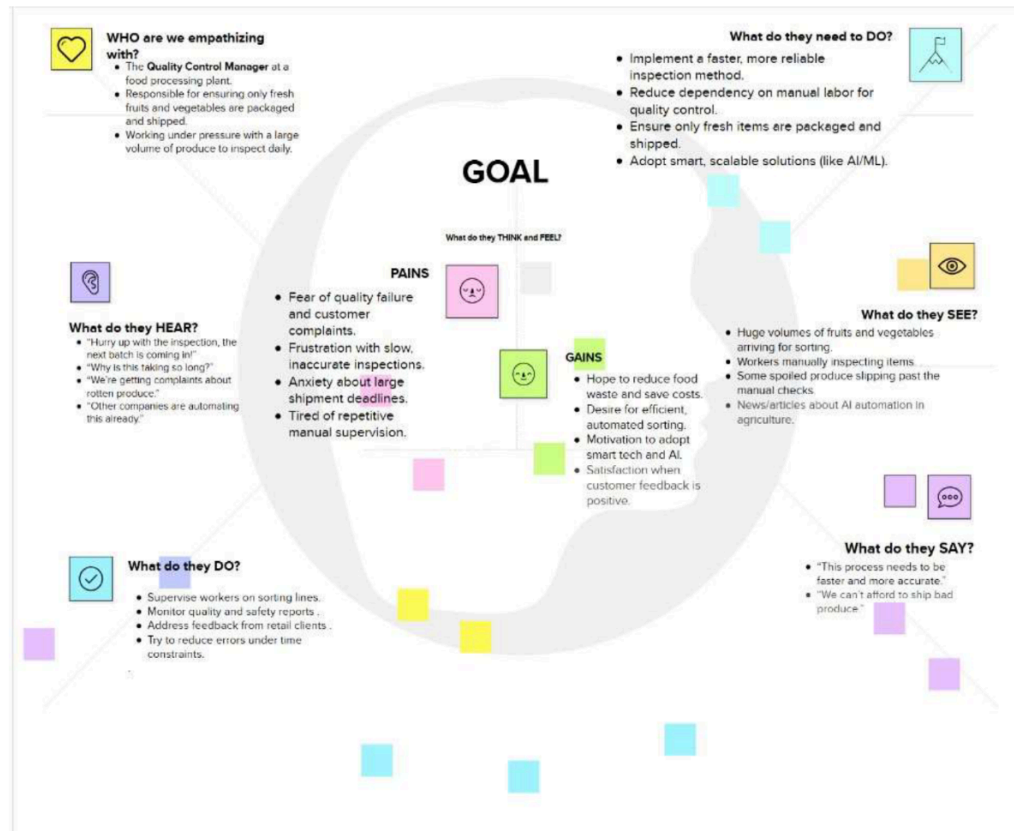 WHO are we empathizing
with?
• The Quality Control Manager at a
food processing plant.
• Responsible for ensuring only fresh
fruits and vegetables are packaged
and shipped.
• Working under pressure with a large
volume of produce to inspect daily.
What do they need to DO?
• Implement a faster, more reliable
inspection method.
• Reduce dependency on manual labor for
quality control.
• Ensure only fresh items are packaged and
shipped.
• Adopt smart, scalable solutions (like AI/ML).
GOAL
What do they THINK and FEEL?
PAINS
• Fear of quality failure
and customer
complaints.
• Frustration with slow,
inaccurate inspections.
• Anxiety about large
shipment deadlines.
• Tired of repetitive
manual supervision.
GAINS
• Hope to reduce food
waste and save costs.
• Desire for efficient,
automated sorting.
• Motivation to adopt
smart tech and AI.
• Satisfaction when
customer feedback is
positive.
What do they HEAR?
• “Hurry up with the inspection, the
next batch is coming in!”
• “Why is this taking so long?”
• “We’re getting complaints about
rotten produce.”
• “Other companies are automating
this already.”
What do they SEE?
• Huge volumes of fruits and vegetables
arriving for sorting.
• Workers manually inspecting items.
• Some spoiled produce slipping past the
manual checks.
• News/articles about AI automation in
agriculture.
What do they SAY?
• “This process needs to be
faster and more accurate.”
• “We can’t afford to ship bad
produce.”
What do they DO?
• Supervise workers on sorting lines.
• Monitor quality and safety reports .
• Address feedback from retail clients .
• Try to reduce errors under time
constraints.